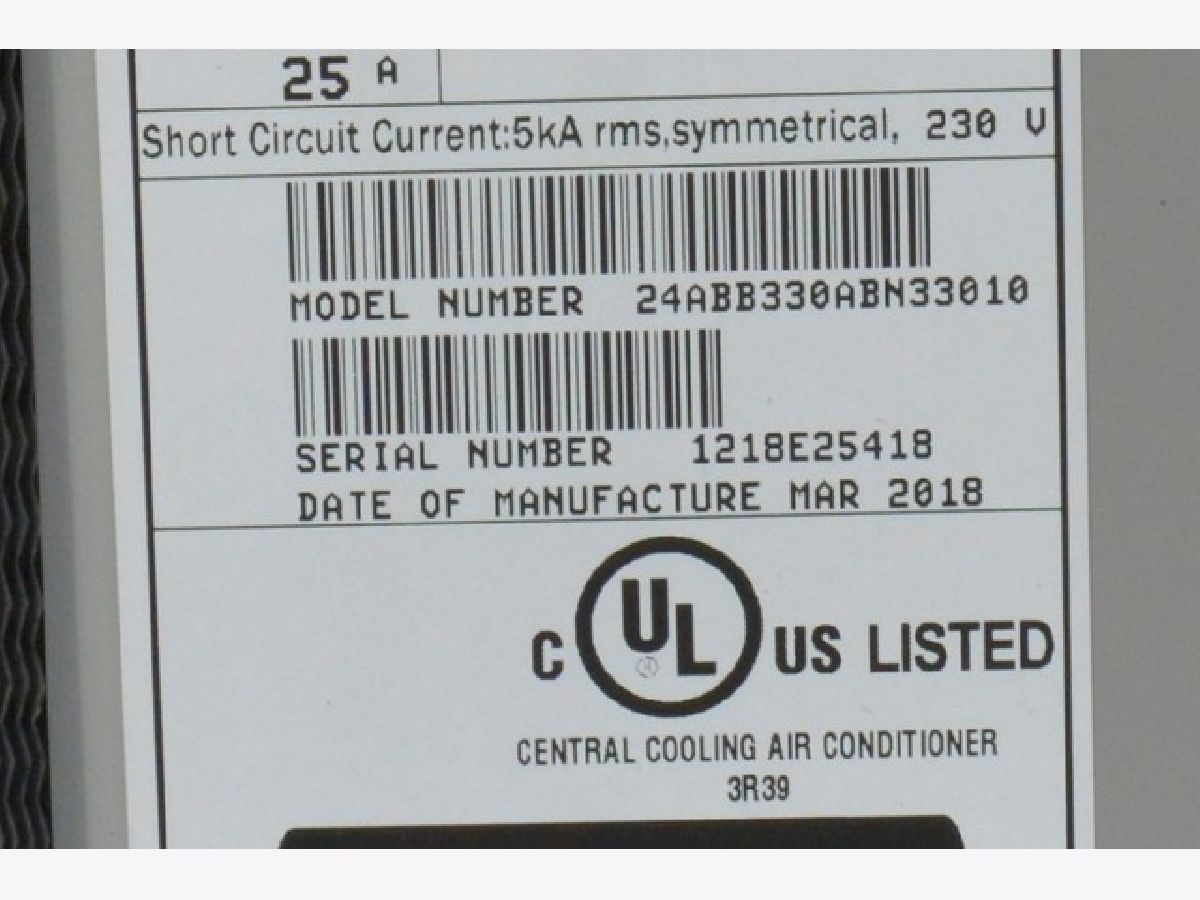 25 A
Short Circuit Current:5kA rms,symmetrical, 230 V
MODEL NUMBER 24ABB330ABN33010
SERIAL NUMBER 1218E25418
DATE OF MANUFACTURE MAR 2018
C UL US LISTED
CENTRAL COOLING AIR CONDITIONER
3R39